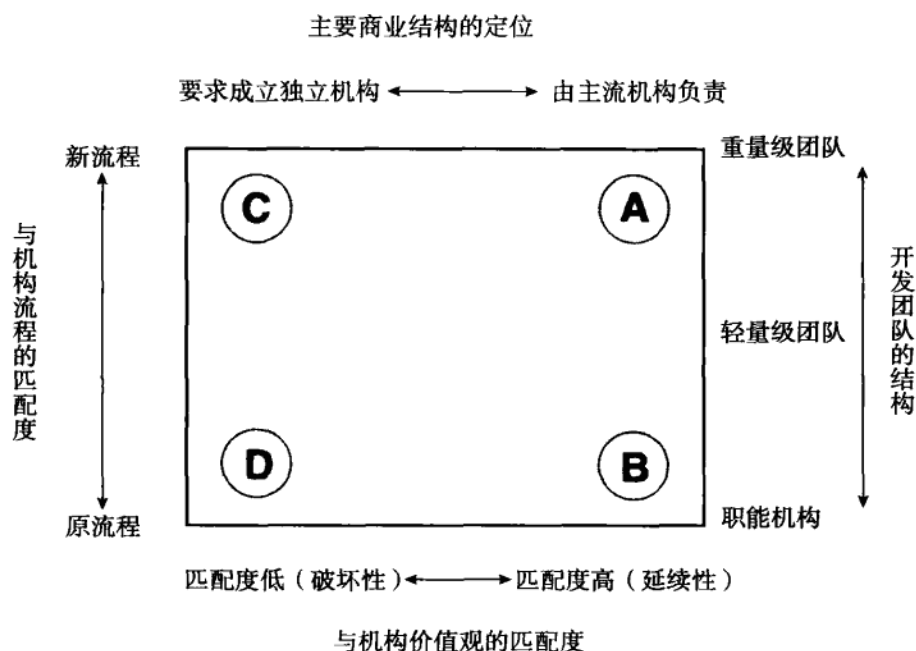 主要商业结构的定位
要求成立独立机构 由主流机构负责
新流程 重量级团队
C A
与机构流程的匹配度
轻量级团队
开发团队的结构
D B
原流程 职能机构
匹配度低（破坏性） 匹配度高（延续性）
与机构价值观的匹配度